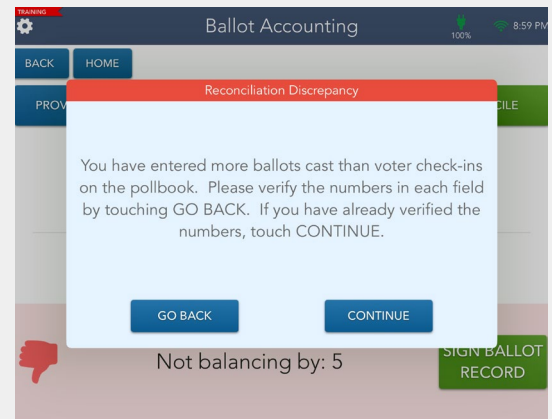 TRAINING
Ballot Accounting
100%
8:59 PM
BACK
HOME
PROV
CILE
Reconciliation Discrepancy
You have entered more ballots cast than voter check-ins
on the pollbook. Please verify the numbers in each field
by touching GO BACK. If you have already verified the
numbers, touch CONTINUE.
GO BACK
CONTINUE
Not balancing by: 5
SIGN BALLOT
RECORD